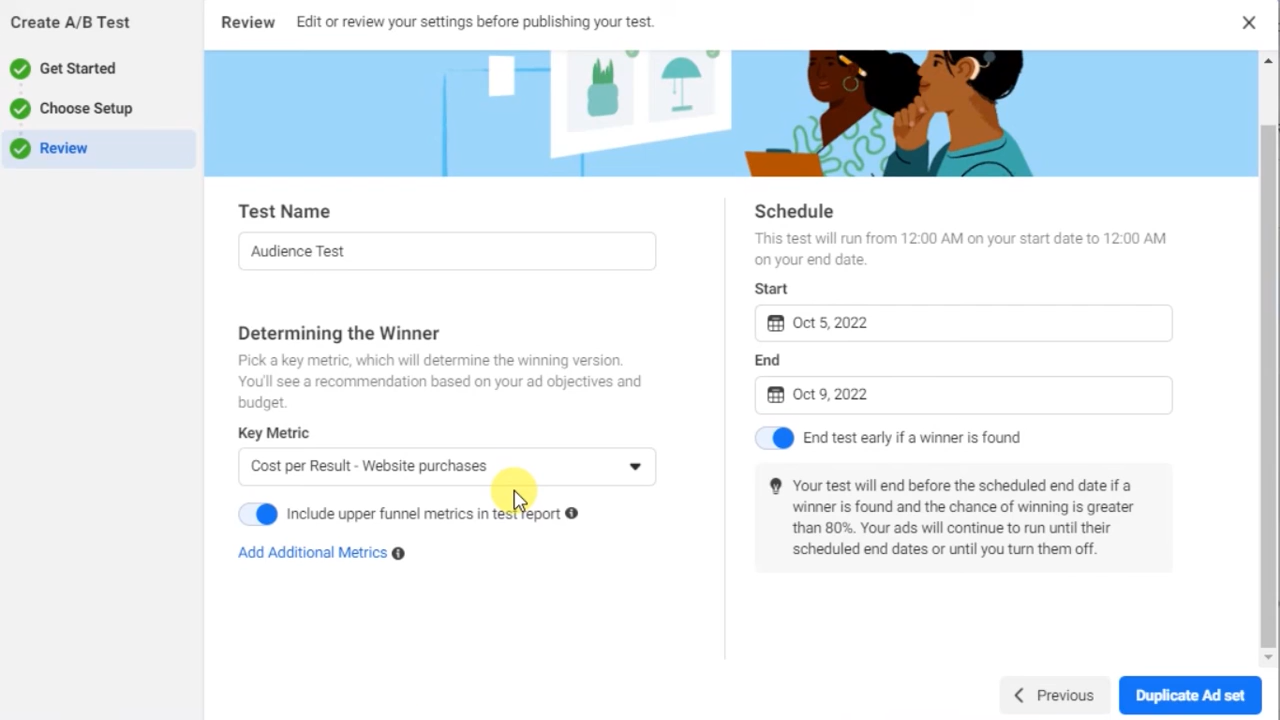 Create A/B Test
Get Started
Choose Setup
Review
Review
Edit or review your settings before publishing your test.
Test Name
Audience Test
Determining the Winner
Pick a key metric, which will determine the winning version.
You'll see a recommendation based on your ad objectives and
budget.
Key Metric
Cost per Result - Website purchases
Include upper funnel metrics in test report
Add Additional Metrics
Schedule
This test will run from 12:00 AM on your start date to 12:00 AM
on your end date.
Start
Oct 5, 2022
End
Oct 9, 2022
End test early if a winner is found
Your test will end before the scheduled end date if a
winner is found and the chance of winning is greater
than 80%. Your ads will continue to run until their
scheduled end dates or until you turn them off.
Previous
Duplicate Ad set